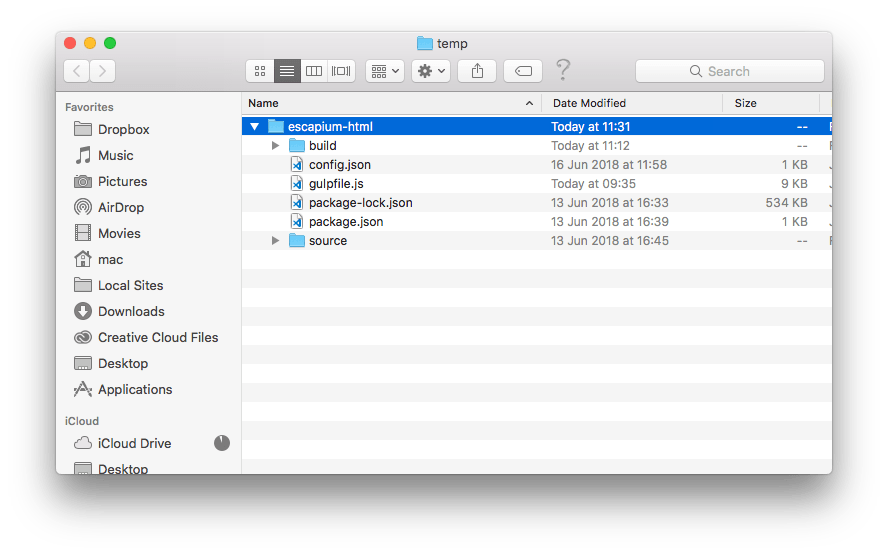 temp
Search
Favorites
Dropbox
Music
Pictures
AirDrop
Movies
mac
Local Sites
Downloads
Creative Cloud Files
Desktop
Applications
iCloud
iCloud Drive
Desktop
Name Date Modified Size
escapium-html Today at 11:31 --
build Today at 11:12 --
config.json 16 Jun 2018 at 11:58 1 KB
gulpfile.js Today at 09:35 9 KB
package-lock.json 13 Jun 2018 at 16:33 534 KB
package.json 13 Jun 2018 at 16:39 1 KB
source 13 Jun 2018 at 16:45 --